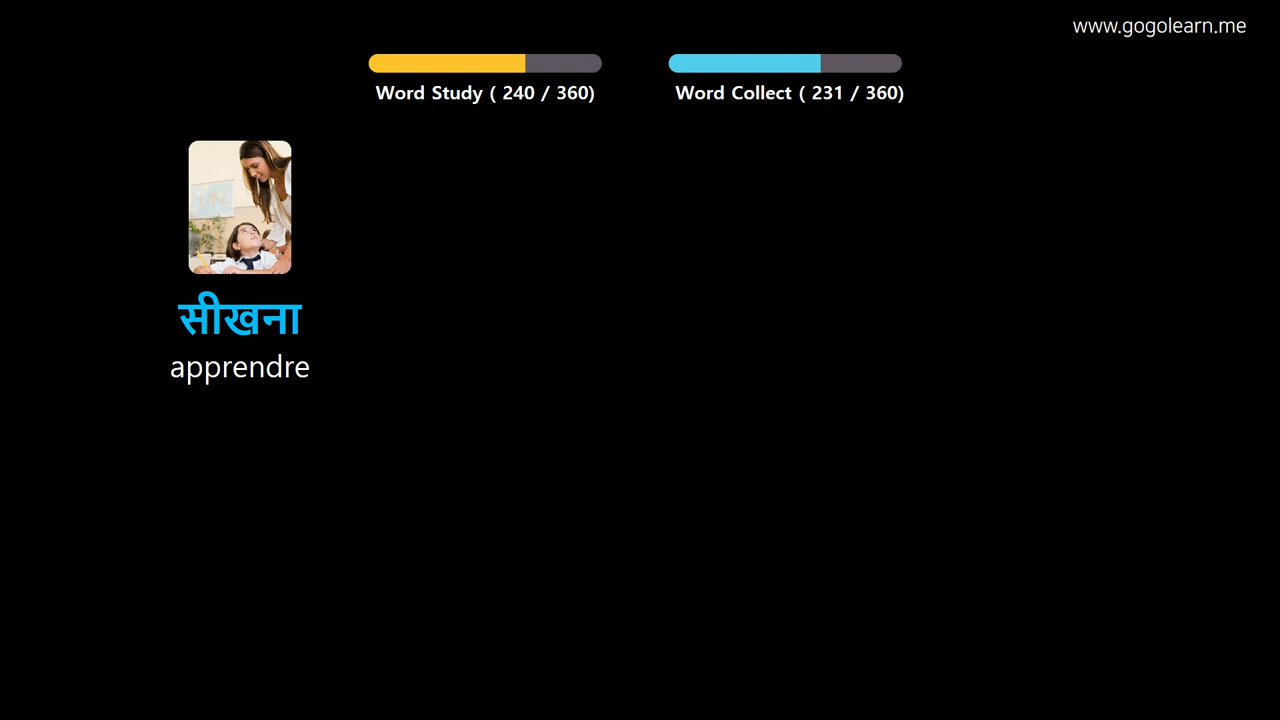 www.gogolearn.me
Word Study ( 240 / 360)
Word Collect ( 231 / 360)
सीखना
apprendre